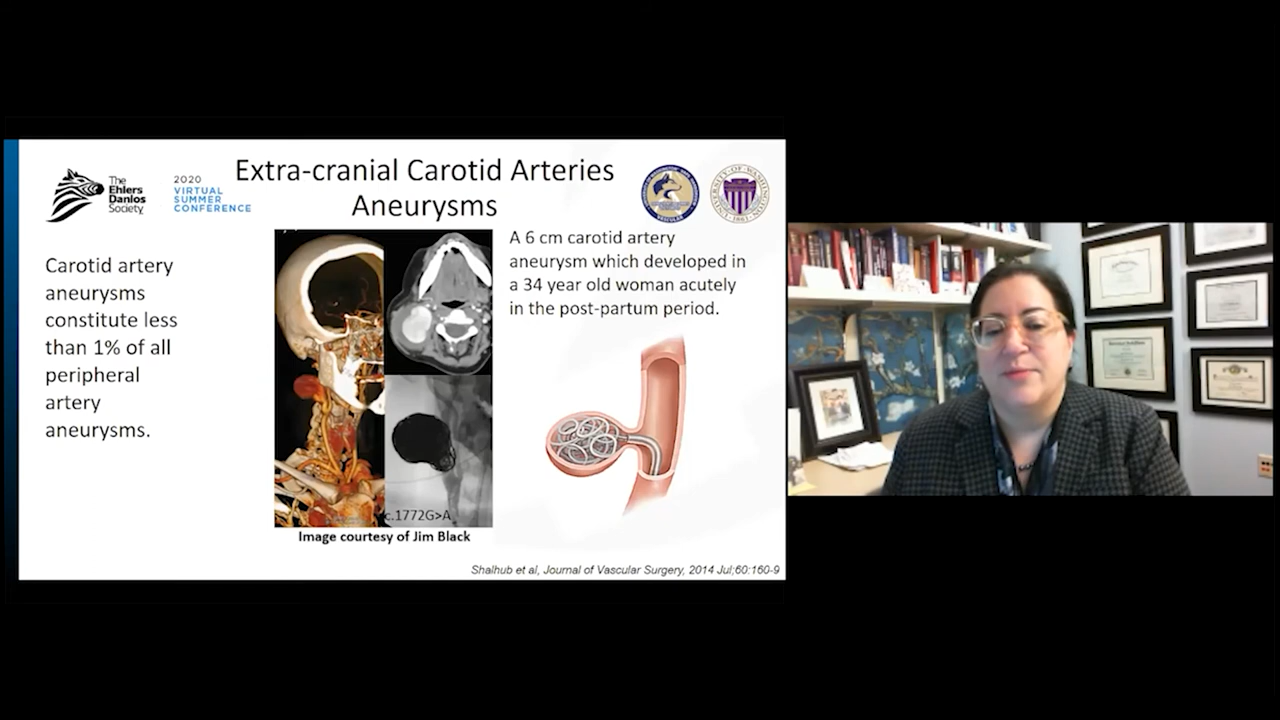 Extra-cranial Carotid Arteries
Aneurysms
The
Ehlers
Danlos
Society
2020
VIRTUAL
SUMMER
CONFERENCE
Carotid artery
aneurysms
constitute less
than 1% of all
peripheral
artery
aneurysms.
c.1772G>A
Image courtesy of Jim Black
A 6 cm carotid artery
aneurysm which developed in
a 34 year old woman acutely
in the post-partum period.
Shalhub et al, Journal of Vascular Surgery, 2014 Jul;60:160-9